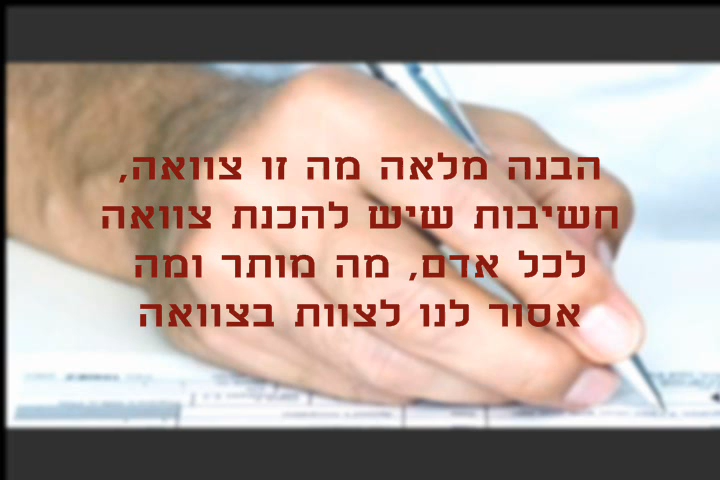 הבנה מלאה מה זו צוואה,
חשיבות שיש להכנת צוואה
לכל אדם, מה מותר ומה
אסור לנו לצוות בצוואה